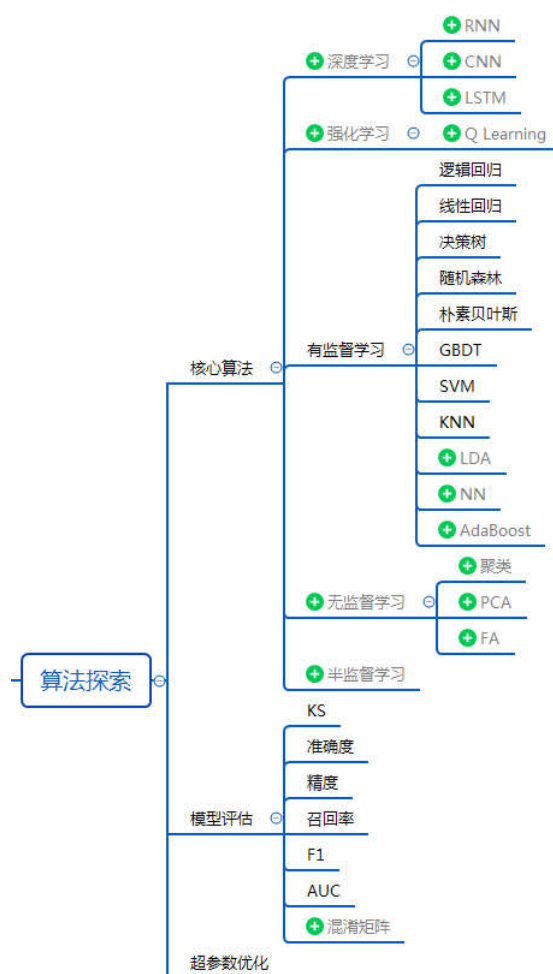 算法探索
核心算法
深度学习
RNN
CNN
LSTM
强化学习
Q Learning
有监督学习
逻辑回归
线性回归
决策树
随机森林
朴素贝叶斯
GBDT
SVM
KNN
LDA
NN
AdaBoost
无监督学习
聚类
PCA
FA
半监督学习
模型评估
KS
准确度
精度
召回率
F1
AUC
混淆矩阵
超参数优化